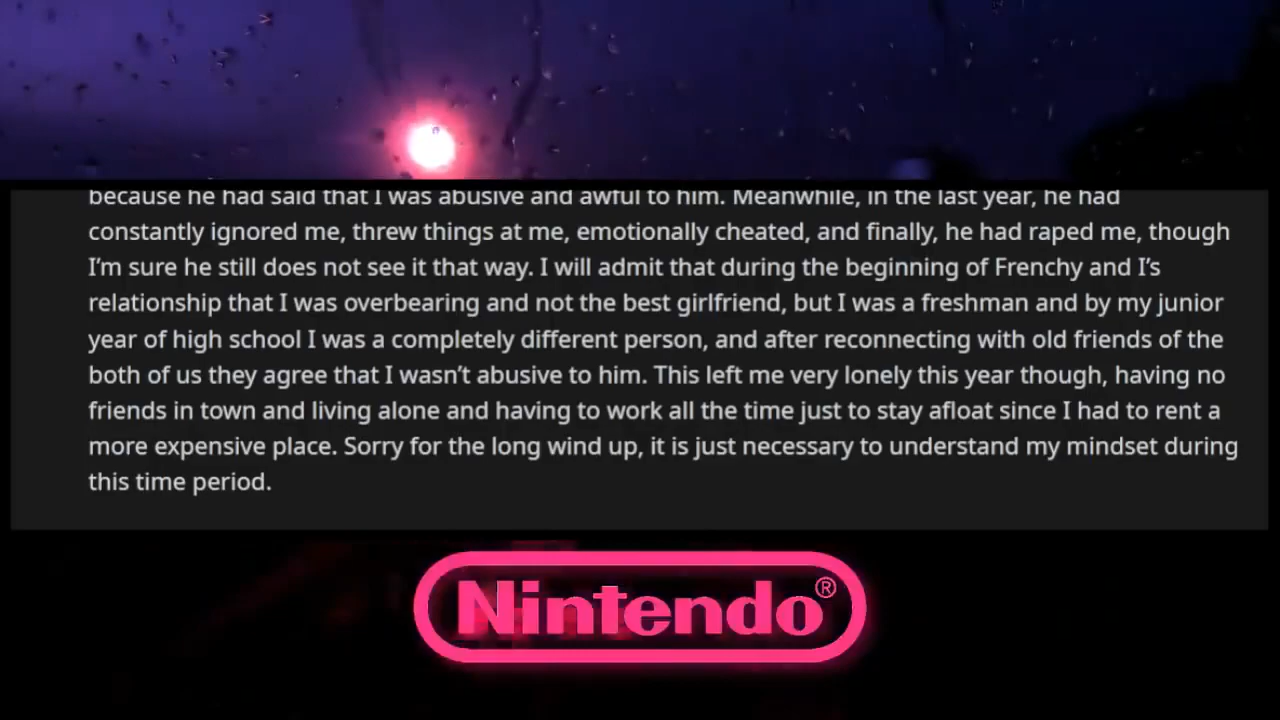 because he had said that I was abusive and awful to him. Meanwhile, in the last year, he had
constantly ignored me, threw things at me, emotionally cheated, and finally, he had raped me, though
I’m sure he still does not see it that way. I will admit that during the beginning of Frenchy and I’s
relationship that I was overbearing and not the best girlfriend, but I was a freshman and by my junior
year of high school I was a completely different person, and after reconnecting with old friends of the
both of us they agree that I wasn’t abusive to him. This left me very lonely this year though, having no
friends in town and living alone and having to work all the time just to stay afloat since I had to rent a
more expensive place. Sorry for the long wind up, it is just necessary to understand my mindset during
this time period.
Nintendo®